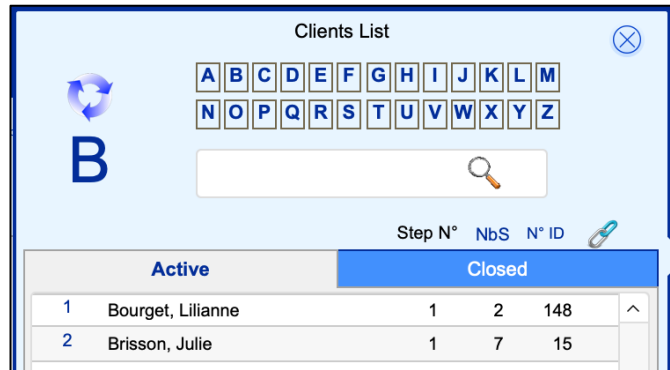 Clients List
A B C D E F G H I J K L M
N O P Q R S T U V W X Y Z
B
Step N° NbS N° ID
Active Closed
1 Bourget, Lilianne 1 2 148
2 Brisson, Julie 1 7 15